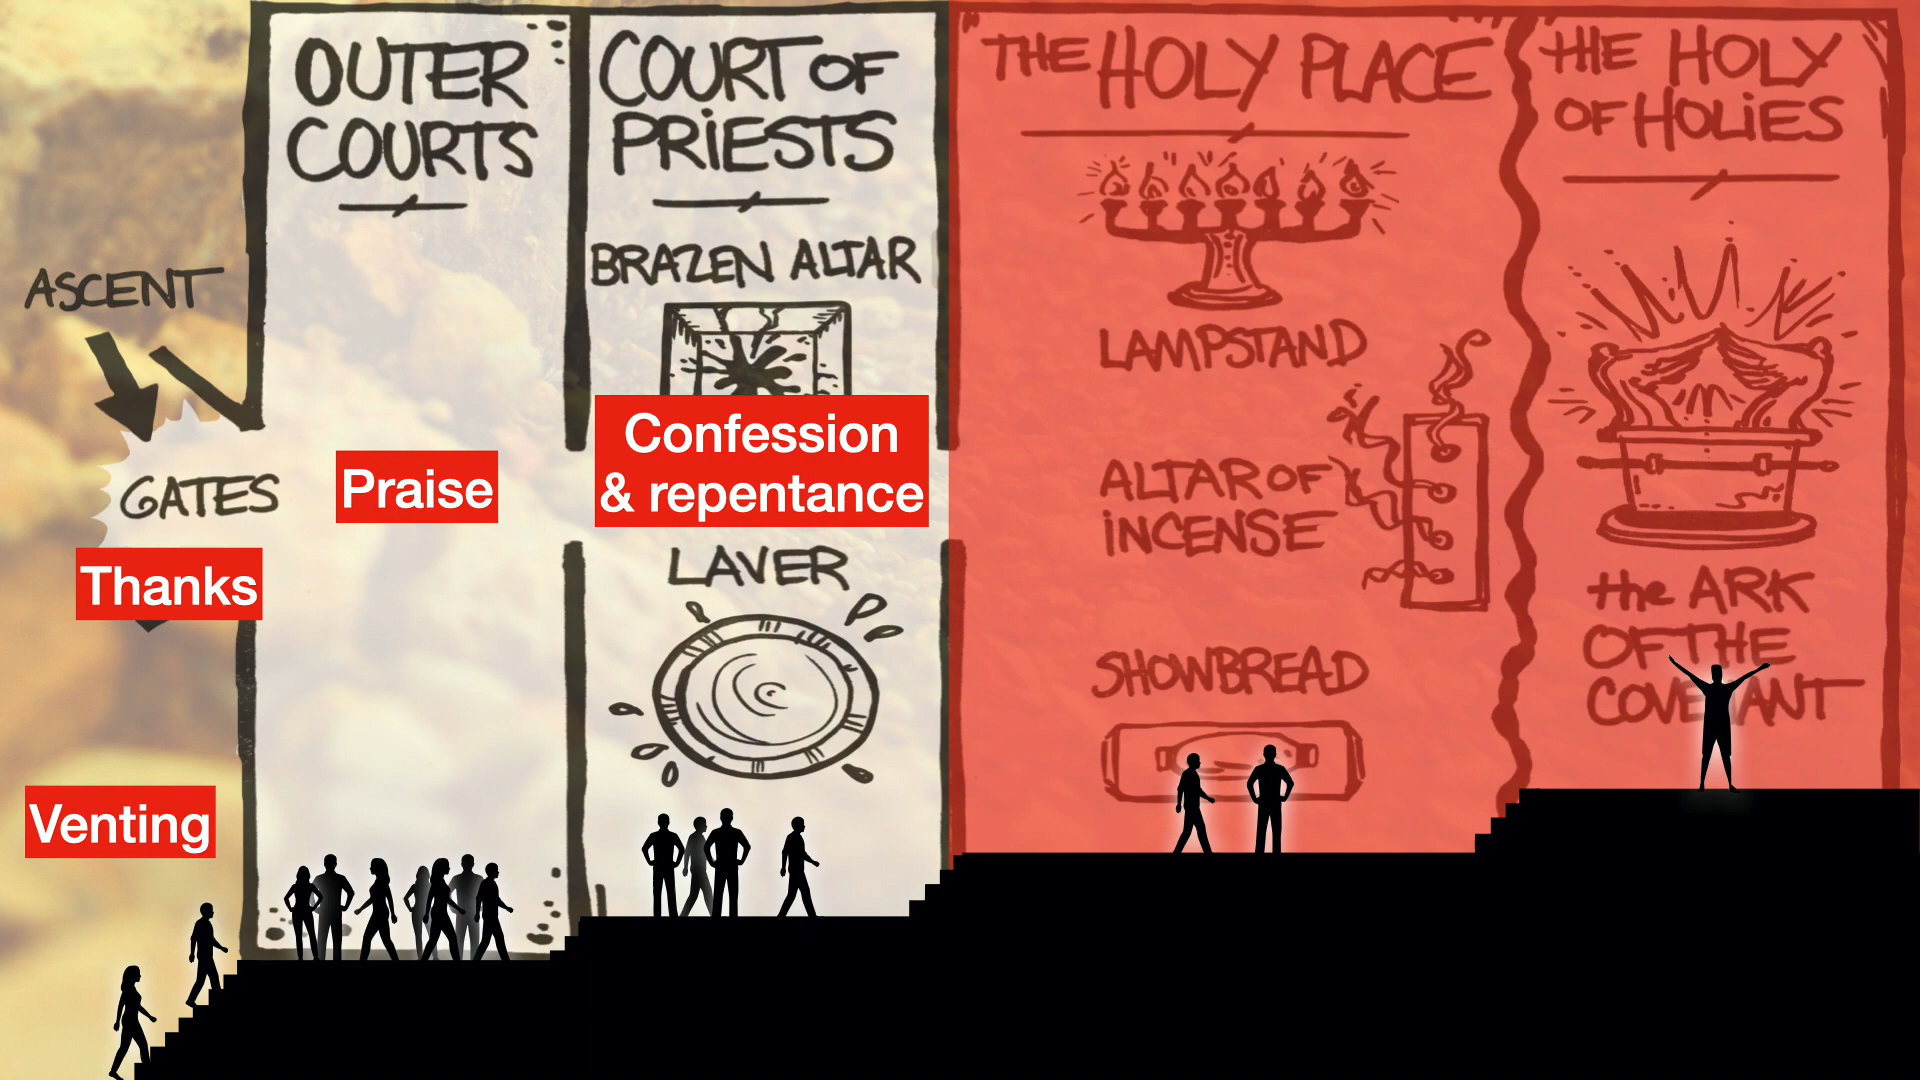 OUTER
COURTS
COURT OF
PRIESTS
THE HOLY PLACE
THE HOLY
OF HOLIES
BRAZEN ALTAR
ASCENT
LAMPSTAND
Confession
& repentance
GATES
Praise
ALTAR OF
INCENSE
Thanks
LAVER
the ARK
OF THE
COVENANT
SHOWBREAD
Venting